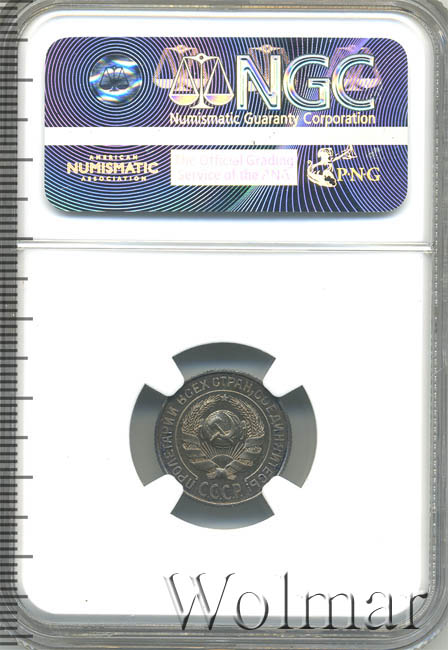 NGC
Numismatic Guaranty Corporation
AMERICAN
NUMISMATIC
ASSOCIATION
The Official Grading
Service of the ANA
PNG
ПРОЛЕТАРИИ ВСЕХ СТРАН, СОЕДИНЯЙТЕСЬ!
С.С.С.Р.
Wolmar